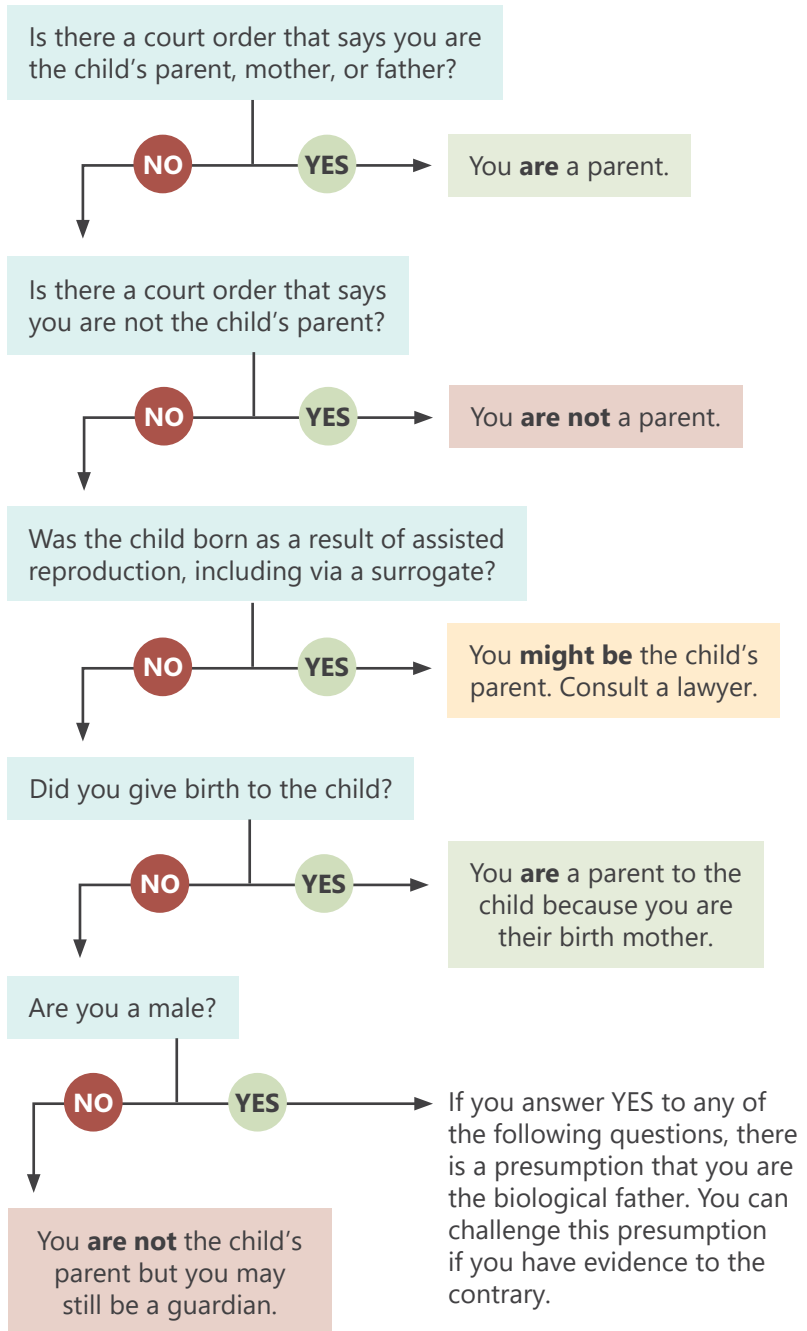 Is there a court order that says you are
the child's parent, mother, or father?
NO
YES
You are a parent.
Is there a court order that says
you are not the child's parent?
NO
YES
You are not a parent.
Was the child born as a result of assisted
reproduction, including via a surrogate?
NO
YES
You might be the child's
parent. Consult a lawyer.
Did you give birth to the child?
NO
YES
You are a parent to the
child because you are
their birth mother.
Are you a male?
NO
YES
If you answer YES to any of
the following questions, there
is a presumption that you are
the biological father. You can
challenge this presumption
if you have evidence to the
contrary.
You are not the child's
parent but you may
still be a guardian.